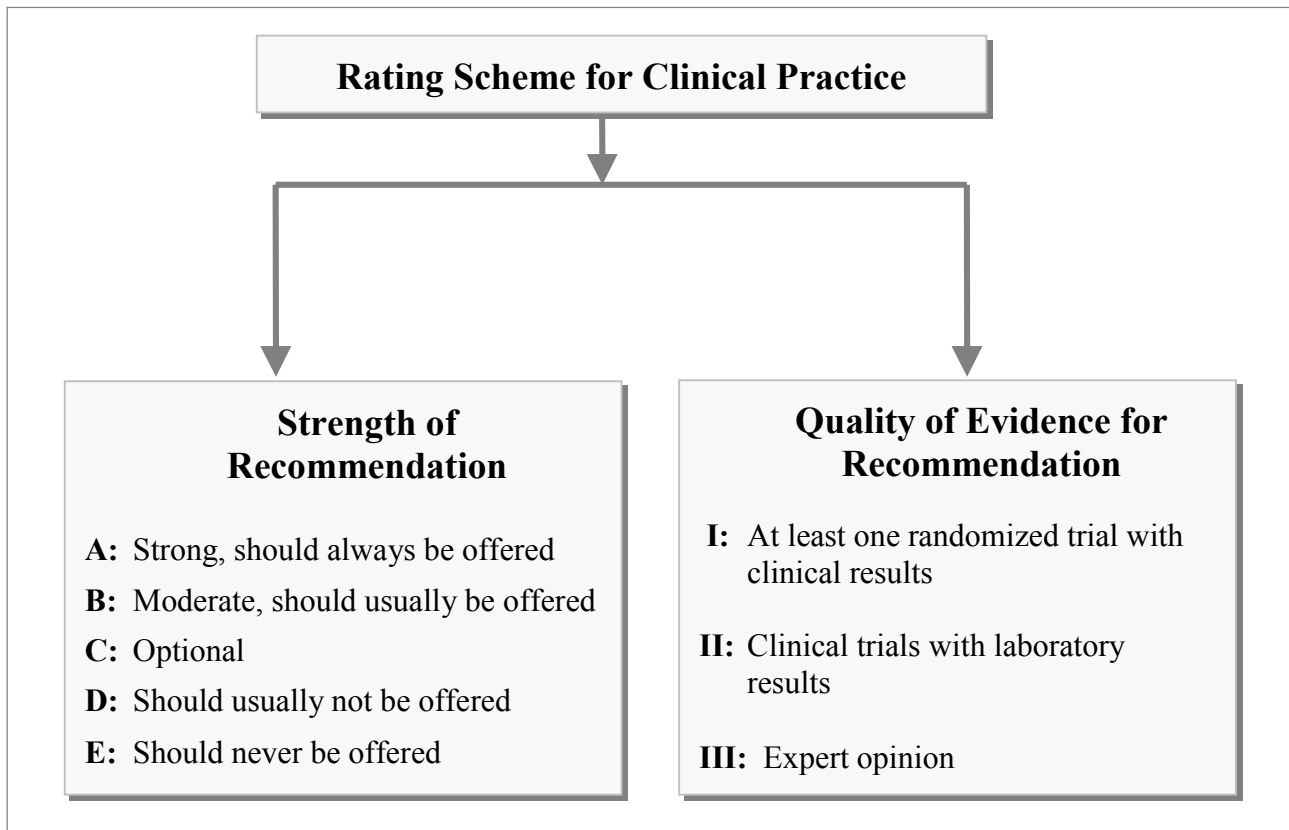 Rating Scheme for Clinical Practice
Strength of
Recommendation
A: Strong, should always be offered
B: Moderate, should usually be offered
C: Optional
D: Should usually not be offered
E: Should never be offered
Quality of Evidence for
Recommendation
I: At least one randomized trial with
clinical results
II: Clinical trials with laboratory
results
III: Expert opinion